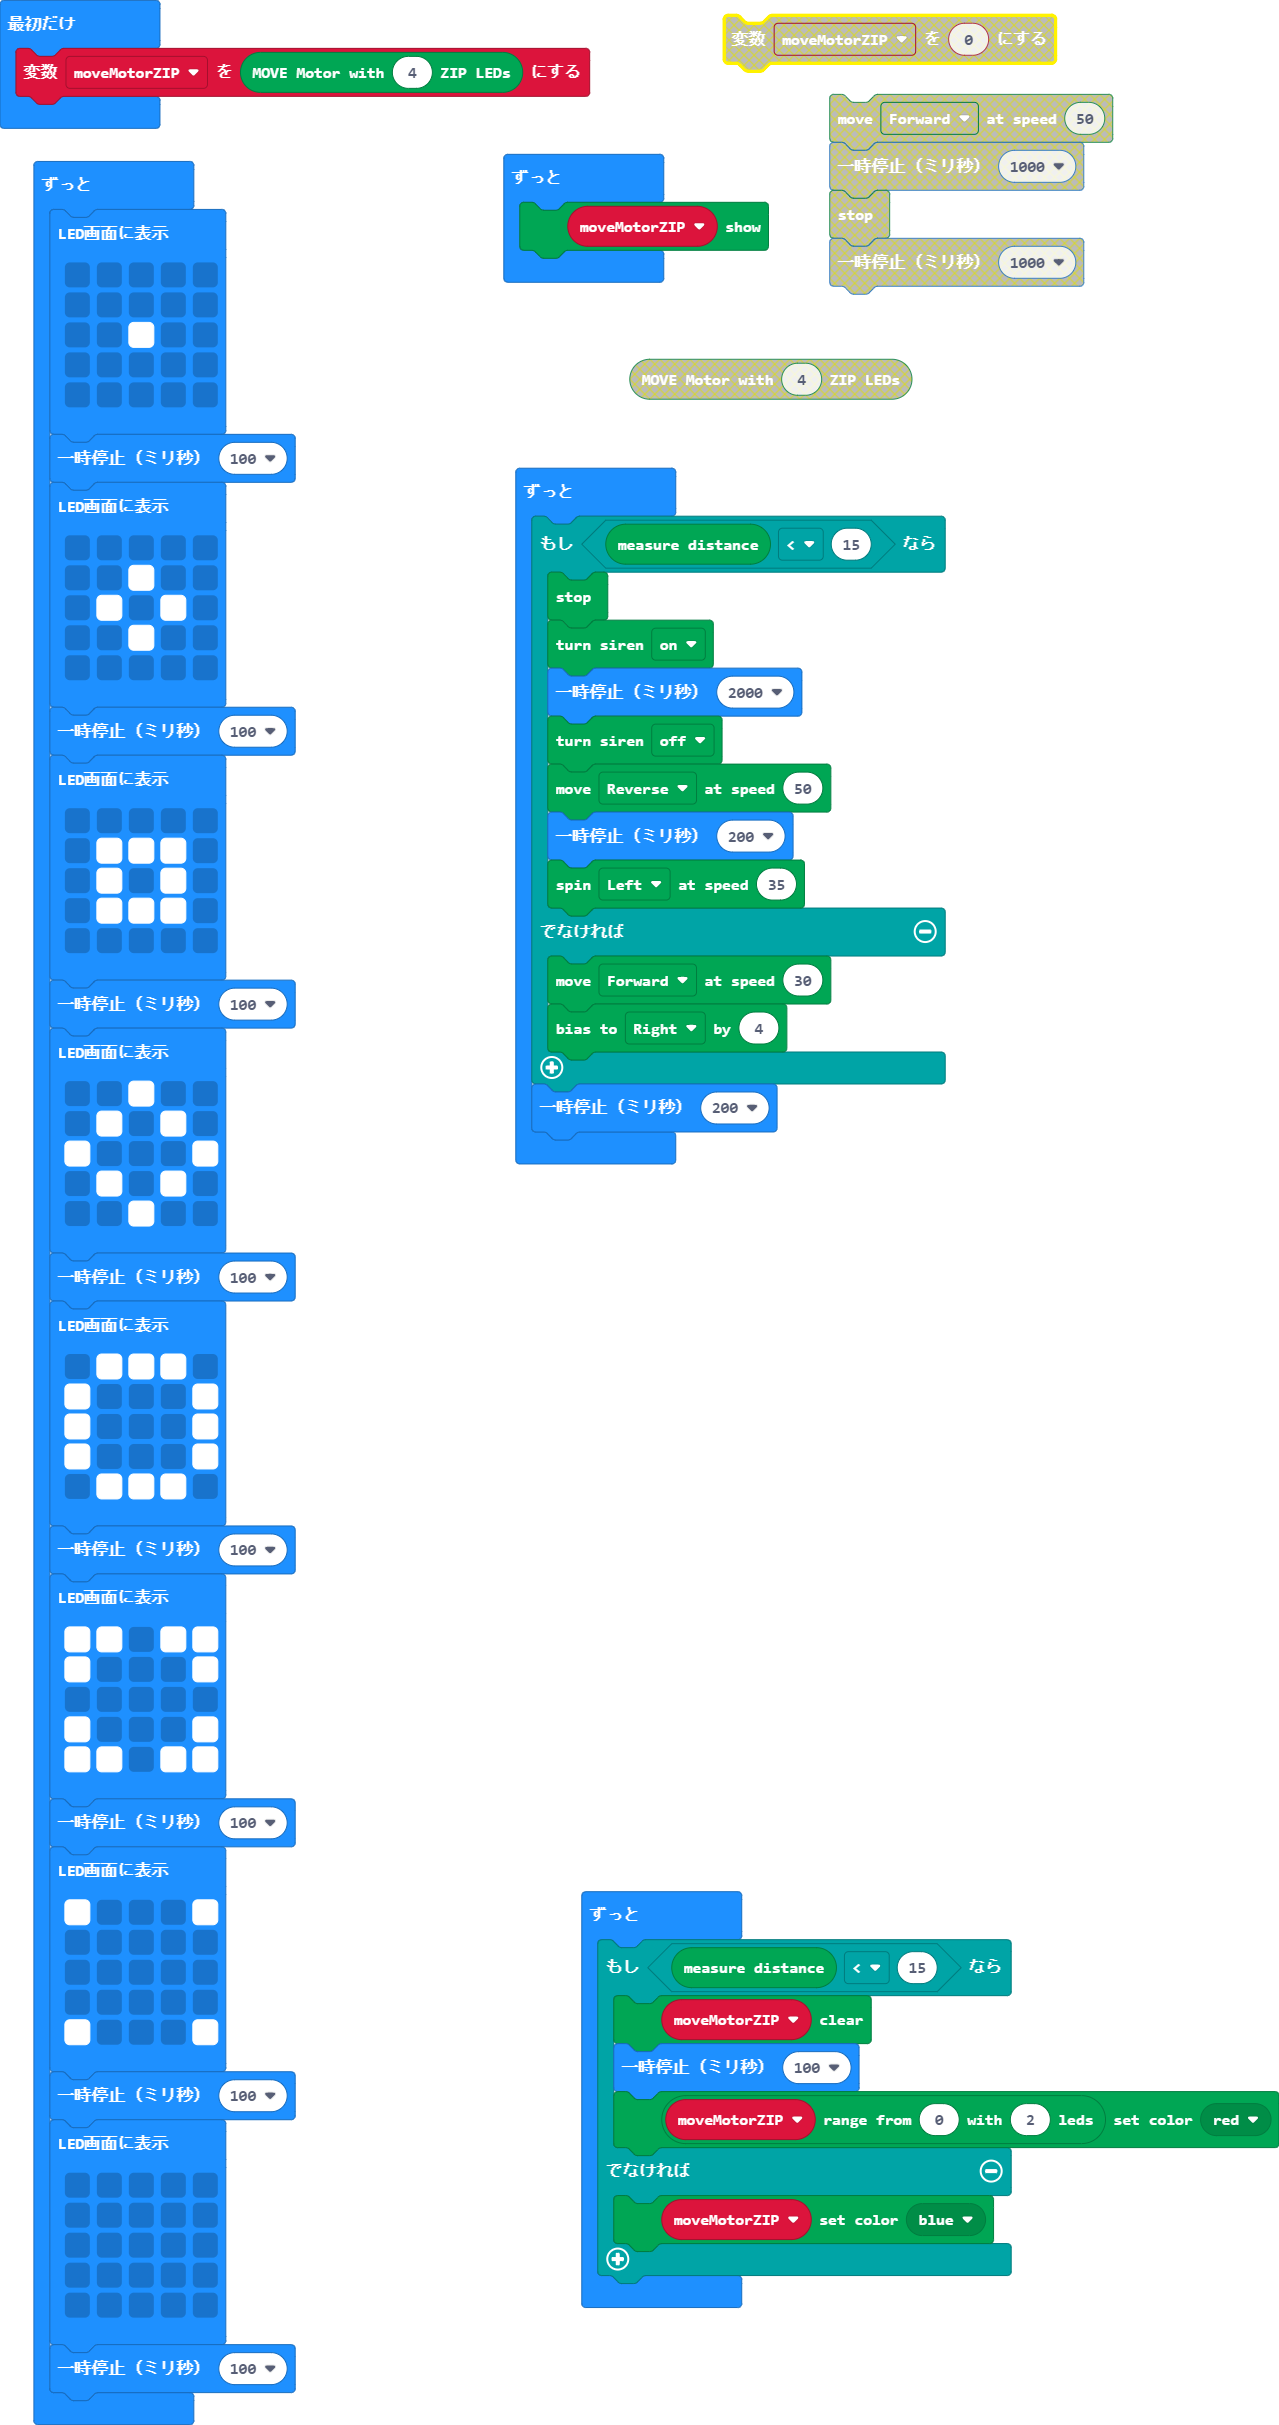 最初だけ
変数 moveMotorZIP を MOVE Motor with 4 ZIP LEDs にする
ずっと
LED画面に表示
一時停止（ミリ秒） 100
LED画面に表示
一時停止（ミリ秒） 100
LED画面に表示
一時停止（ミリ秒） 100
LED画面に表示
一時停止（ミリ秒） 100
LED画面に表示
一時停止（ミリ秒） 100
LED画面に表示
一時停止（ミリ秒） 100
LED画面に表示
一時停止（ミリ秒） 100
LED画面に表示
一時停止（ミリ秒） 100
変数 moveMotorZIP を 0 にする
move Forward at speed 50
一時停止（ミリ秒） 1000
stop
一時停止（ミリ秒） 1000
ずっと
moveMotorZIP show
MOVE Motor with 4 ZIP LEDs
ずっと
もし measure distance < 15 なら
stop
turn siren on
一時停止（ミリ秒） 2000
turn siren off
move Reverse at speed 50
一時停止（ミリ秒） 200
spin Left at speed 35
でなければ
move Forward at speed 30
bias to Right by 4
一時停止（ミリ秒） 200
ずっと
もし measure distance < 15 なら
moveMotorZIP clear
一時停止（ミリ秒） 100
moveMotorZIP range from 0 with 2 leds set color red
でなければ
moveMotorZIP set color blue